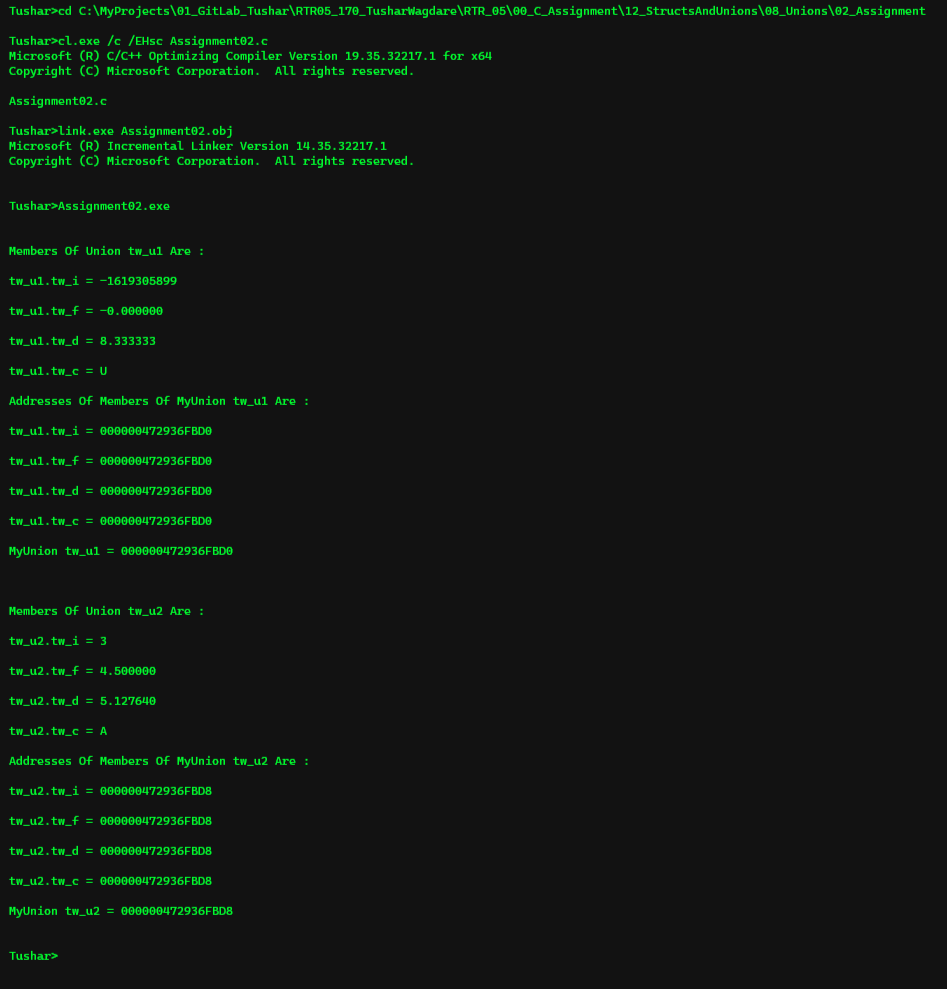 Tushar>cd C:\MyProjects\01_GitLab_Tushar\RTR05_170_TusharWagdare\RTR_05\00_C_Assignment\12_StructsAndUnions\08_Unions\02_Assignment
Tushar>cl.exe /c /EHsc Assignment02.c
Microsoft (R) C/C++ Optimizing Compiler Version 19.35.32217.1 for x64
Copyright (C) Microsoft Corporation.  All rights reserved.
Assignment02.c
Tushar>link.exe Assignment02.obj
Microsoft (R) Incremental Linker Version 14.35.32217.1
Copyright (C) Microsoft Corporation.  All rights reserved.
Tushar>Assignment02.exe
Members Of Union tw_u1 Are :
tw_u1.tw_i = -1619305899
tw_u1.tw_f = -0.000000
tw_u1.tw_d = 8.333333
tw_u1.tw_c = U
Addresses Of Members Of MyUnion tw_u1 Are :
tw_u1.tw_i = 000000472936FBD0
tw_u1.tw_f = 000000472936FBD0
tw_u1.tw_d = 000000472936FBD0
tw_u1.tw_c = 000000472936FBD0
MyUnion tw_u1 = 000000472936FBD0
Members Of Union tw_u2 Are :
tw_u2.tw_i = 3
tw_u2.tw_f = 4.500000
tw_u2.tw_d = 5.127640
tw_u2.tw_c = A
Addresses Of Members Of MyUnion tw_u2 Are :
tw_u2.tw_i = 000000472936FBD8
tw_u2.tw_f = 000000472936FBD8
tw_u2.tw_d = 000000472936FBD8
tw_u2.tw_c = 000000472936FBD8
MyUnion tw_u2 = 000000472936FBD8
Tushar>